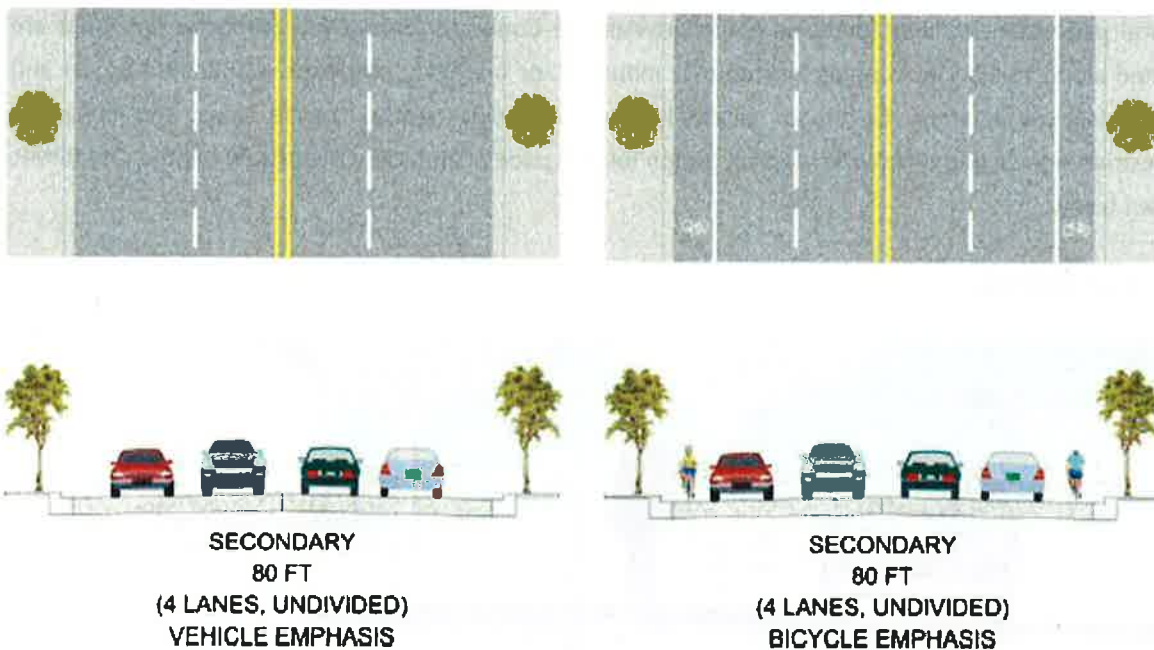 SECONDARY
80 FT
(4 LANES, UNDIVIDED)
VEHICLE EMPHASIS
SECONDARY
80 FT
(4 LANES, UNDIVIDED)
BICYCLE EMPHASIS